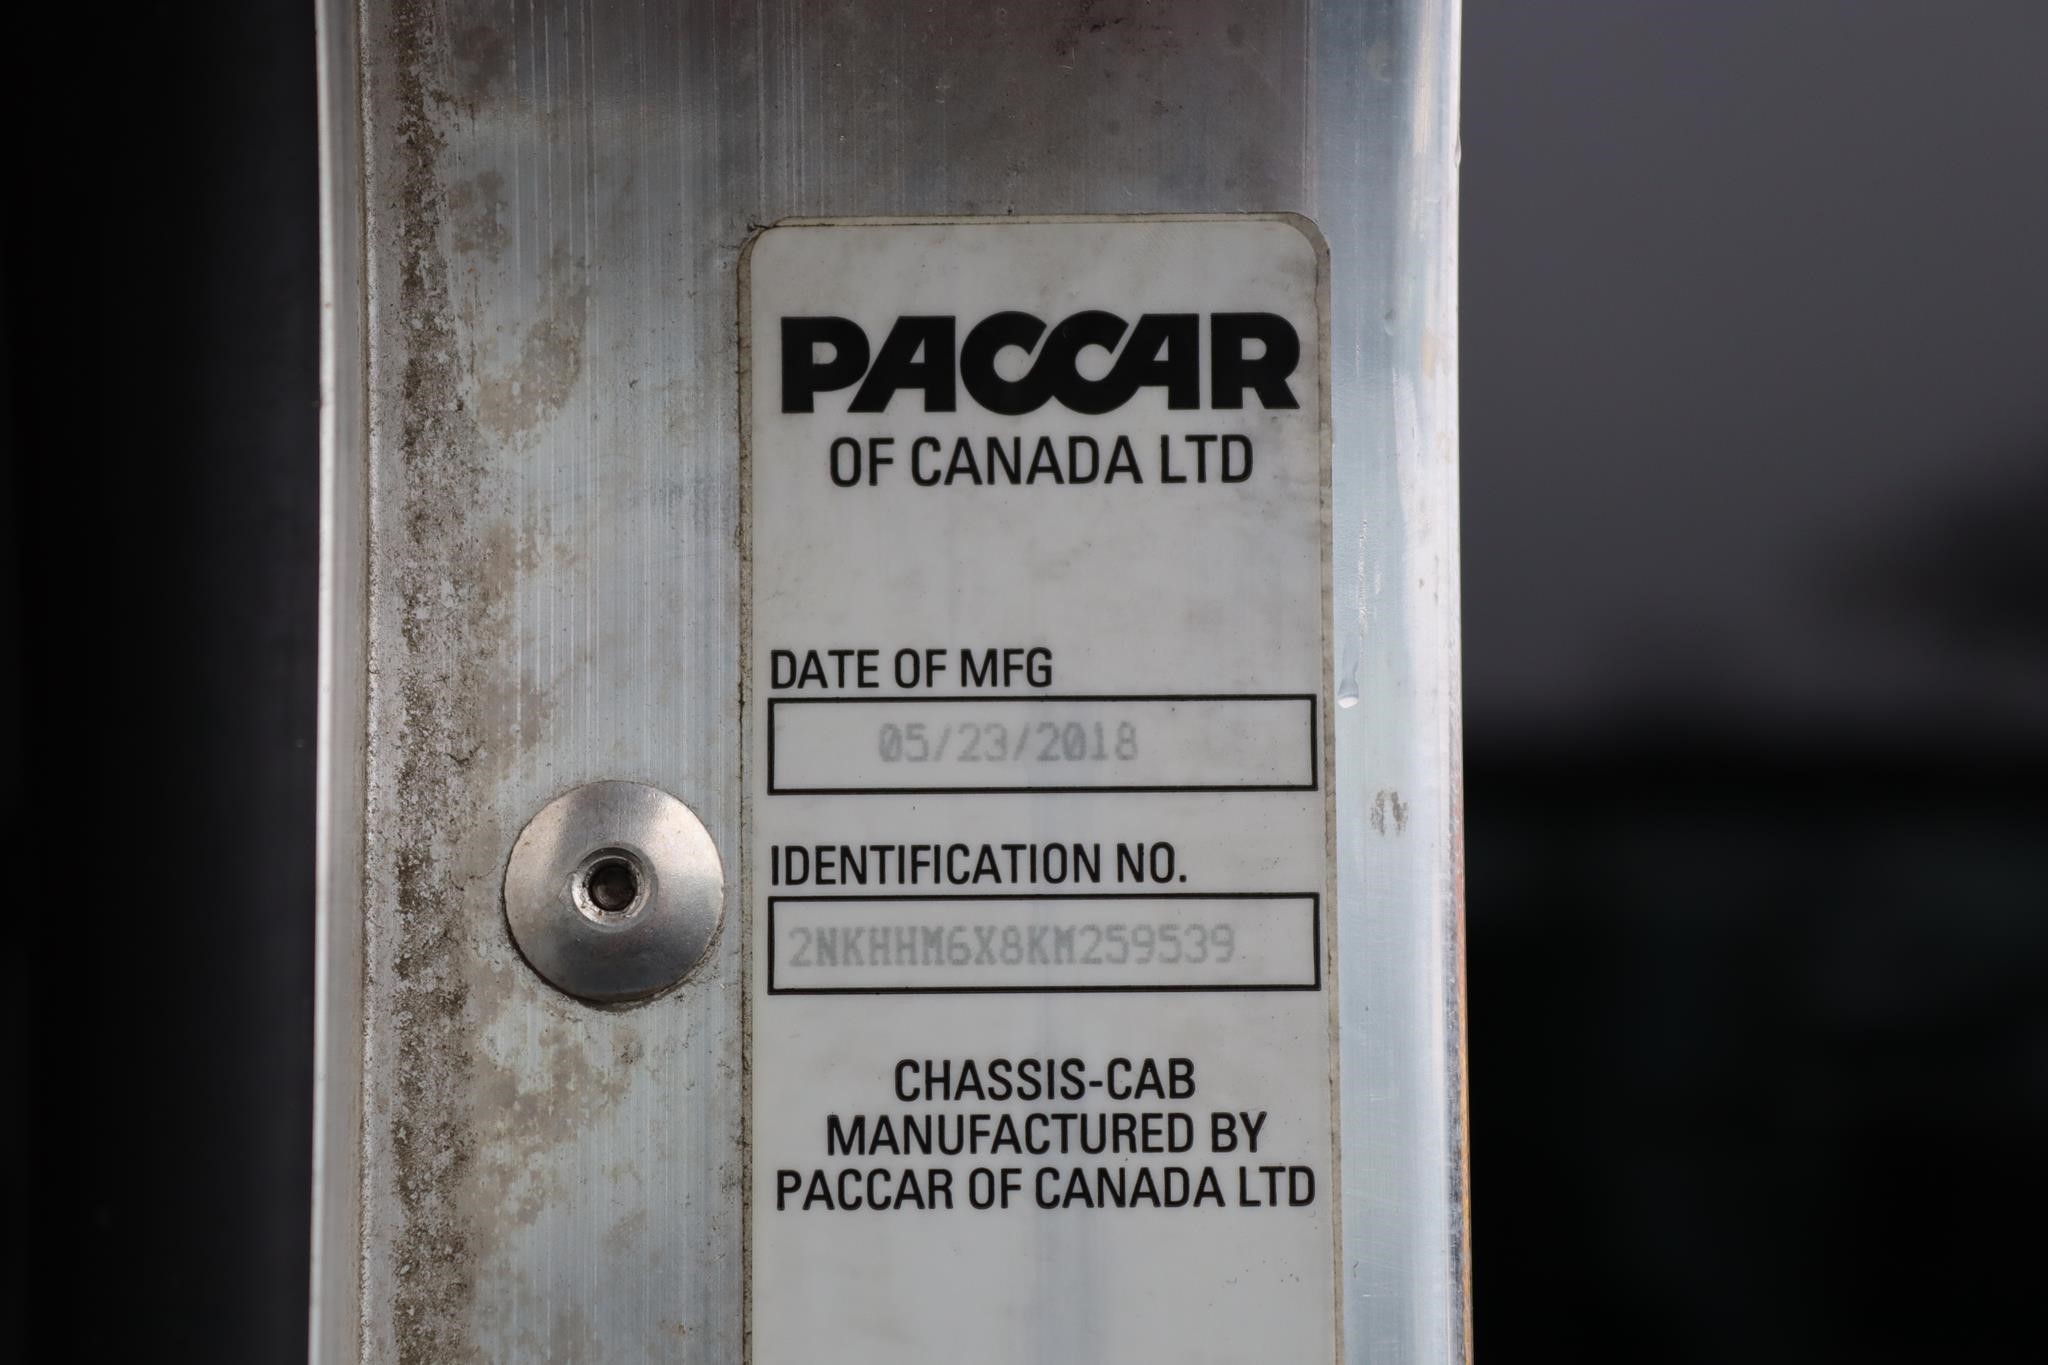 PACCAR
OF CANADA LTD
DATE OF MFG
05/23/2018
IDENTIFICATION NO.
2NKHHM6X8KM259539
CHASSIS-CAB
MANUFACTURED BY
PACCAR OF CANADA LTD